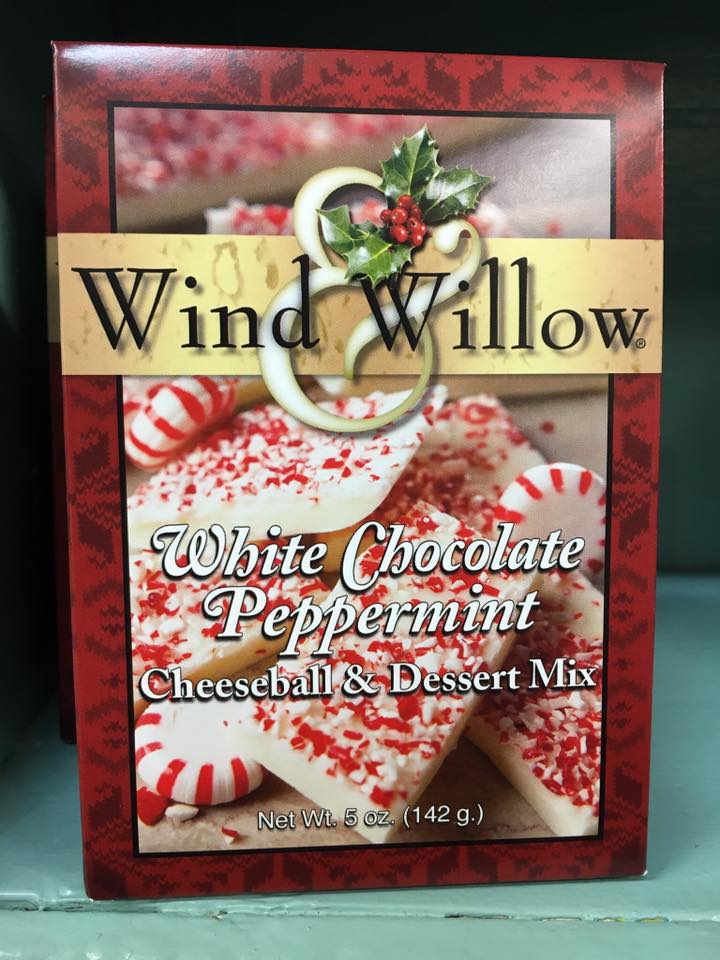 Wind & Willow®
White Chocolate
Peppermint
Cheeseball & Dessert Mix
Net Wt. 5 oz. (142 g.)